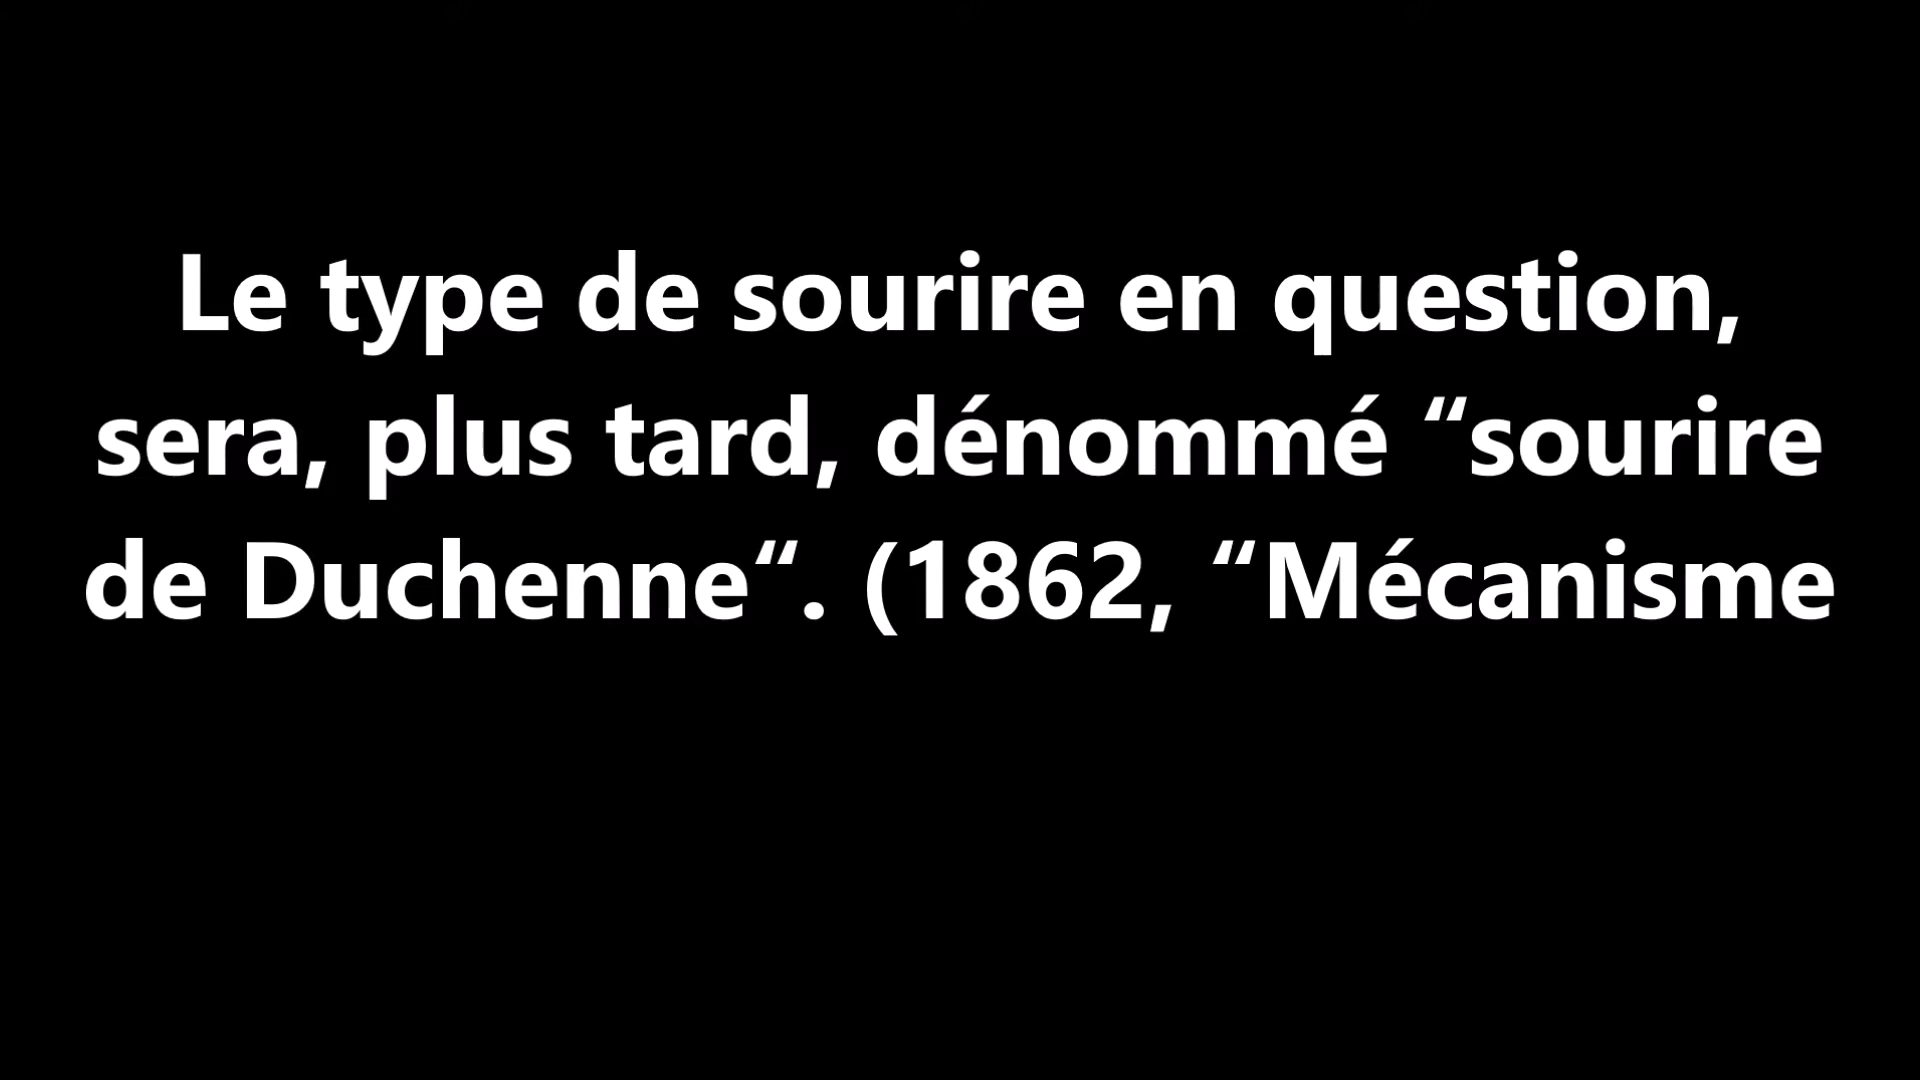 Le type de sourire en question,
sera, plus tard, dénommé “sourire
de Duchenne“. (1862, “Mécanisme